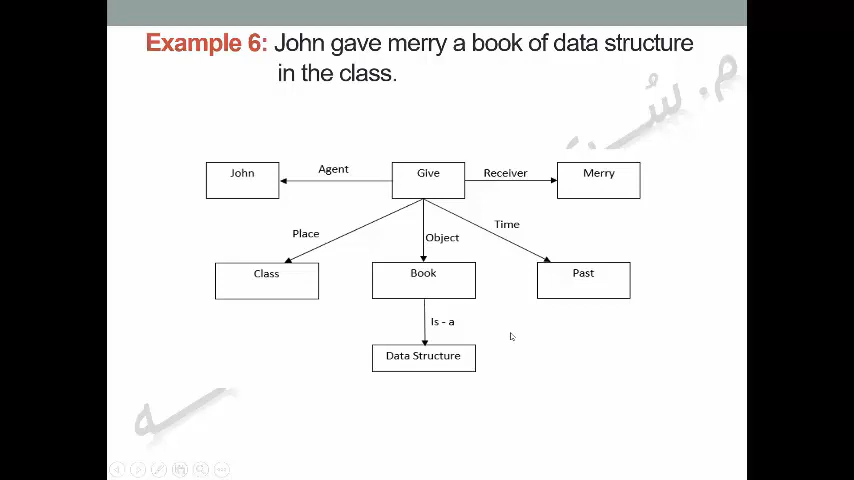 Example 6: John gave merry a book of data structure
in the class.
John
Agent
Give
Receiver
Merry
Place
Object
Time
Class
Book
Past
Is - a
Data Structure